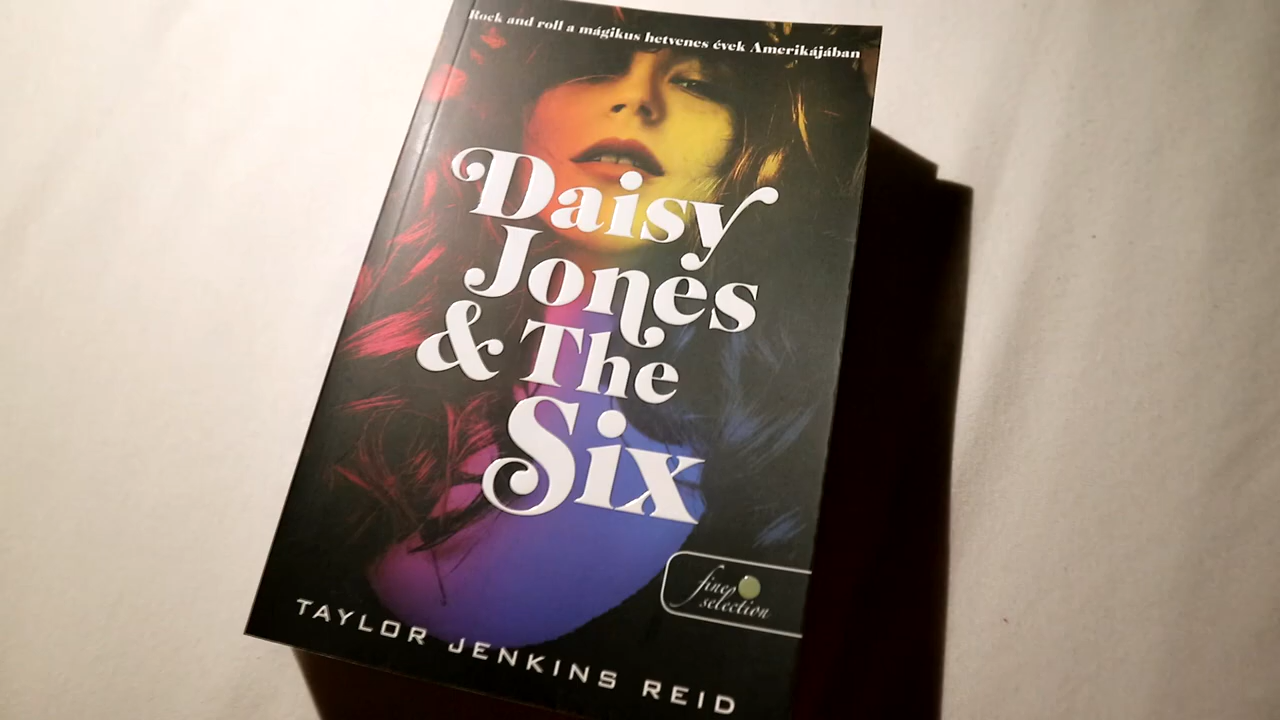 Rock and roll a mágikus hetvenes évek Amerikájában
Daisy
Jones
& The
Six
fine
selection
TAYLOR JENKINS REID